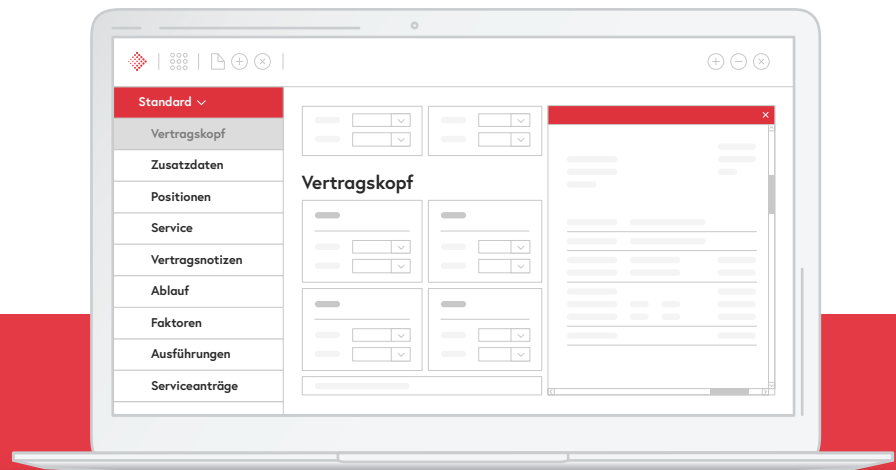 Standard
Vertragskopf
Zusatzdaten
Positionen
Service
Vertragsnotizen
Ablauf
Faktoren
Ausführungen
Serviceanträge
Vertragskopf